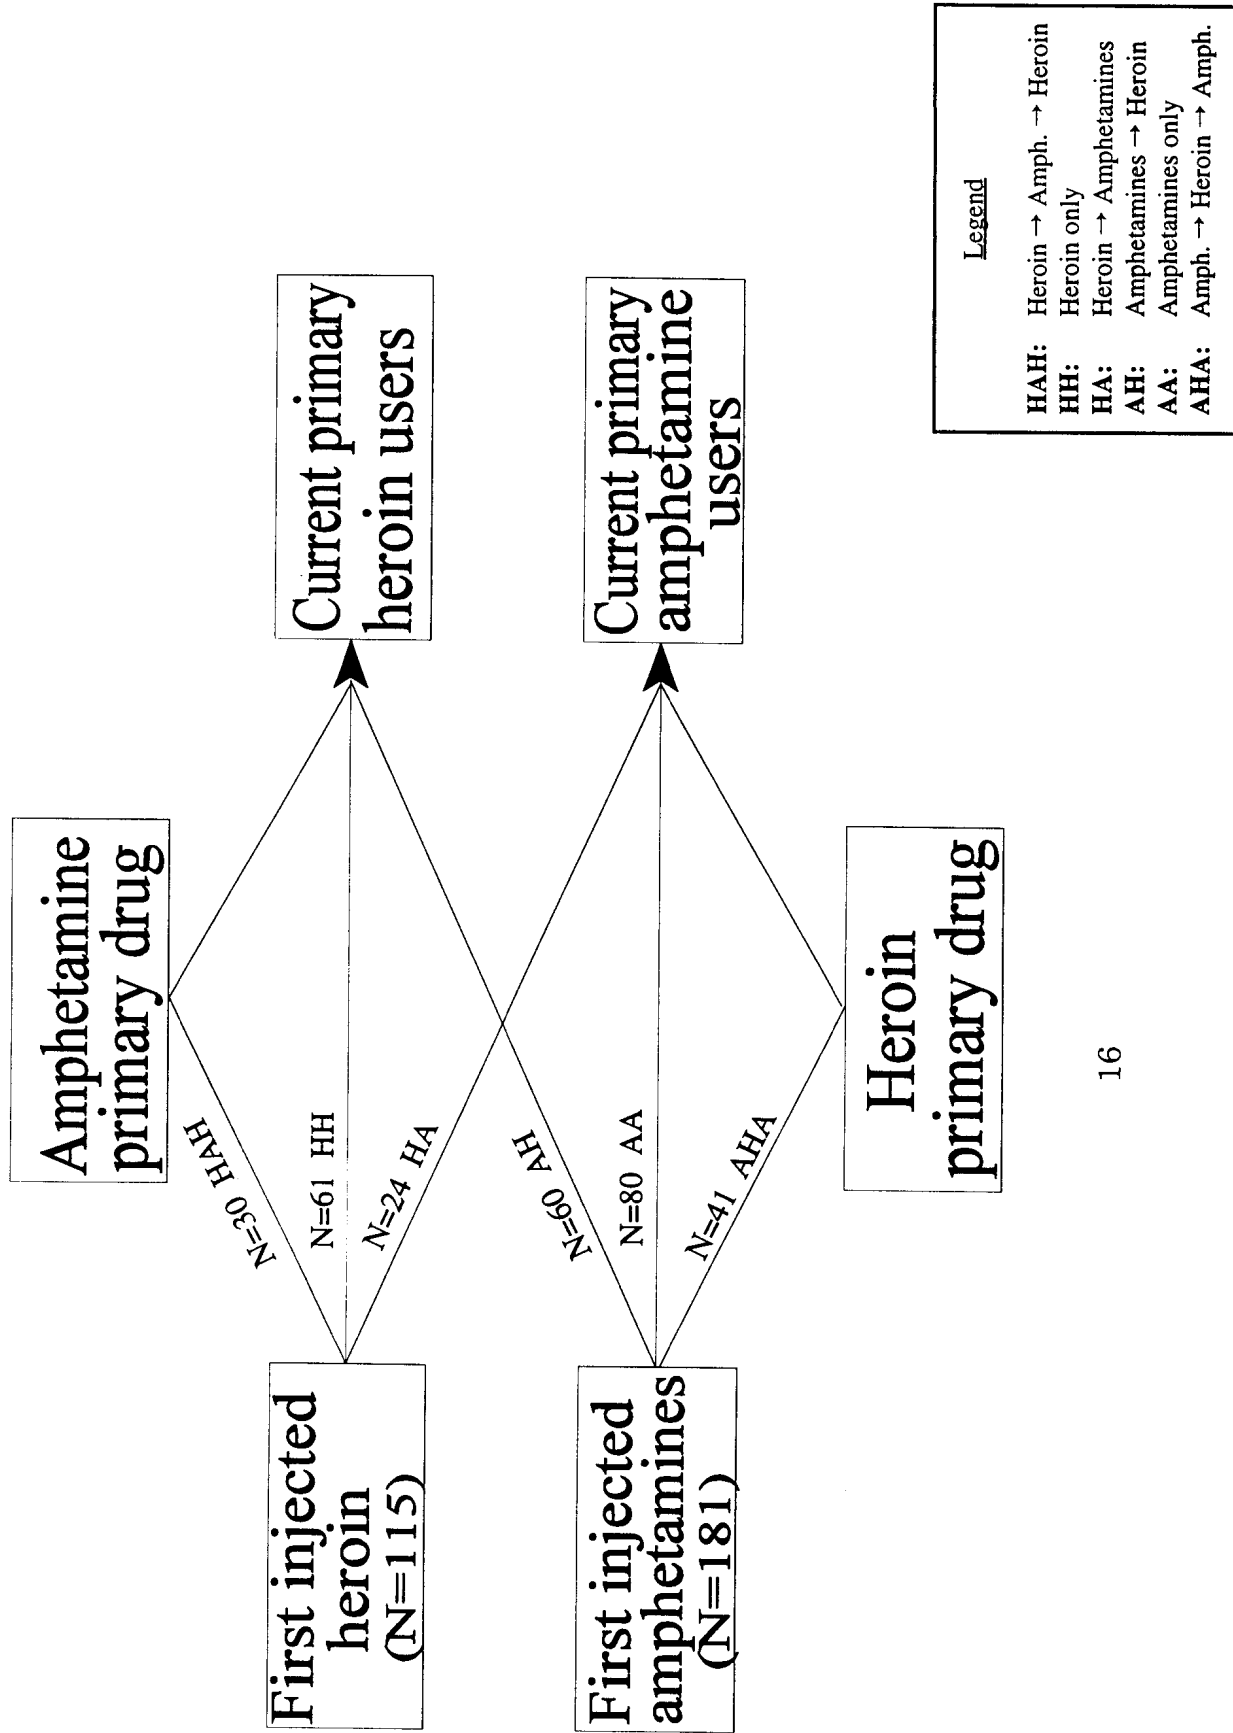 Amphetamine
primary drug
First injected
heroin
(N=115)
N=30 HAH
N=61 HH
N=24 HA
Current primary
heroin users
First injected
amphetamines
(N=181)
N=60 AH
N=80 AA
N=41 AHA
Current primary
amphetamine
users
Heroin
primary drug
Legend
HAH: Heroin → Amph. → Heroin
HH: Heroin only
HA: Heroin → Amphetamines
AH: Amphetamines → Heroin
AA: Amphetamines only
AHA: Amph. → Heroin → Amph.
16